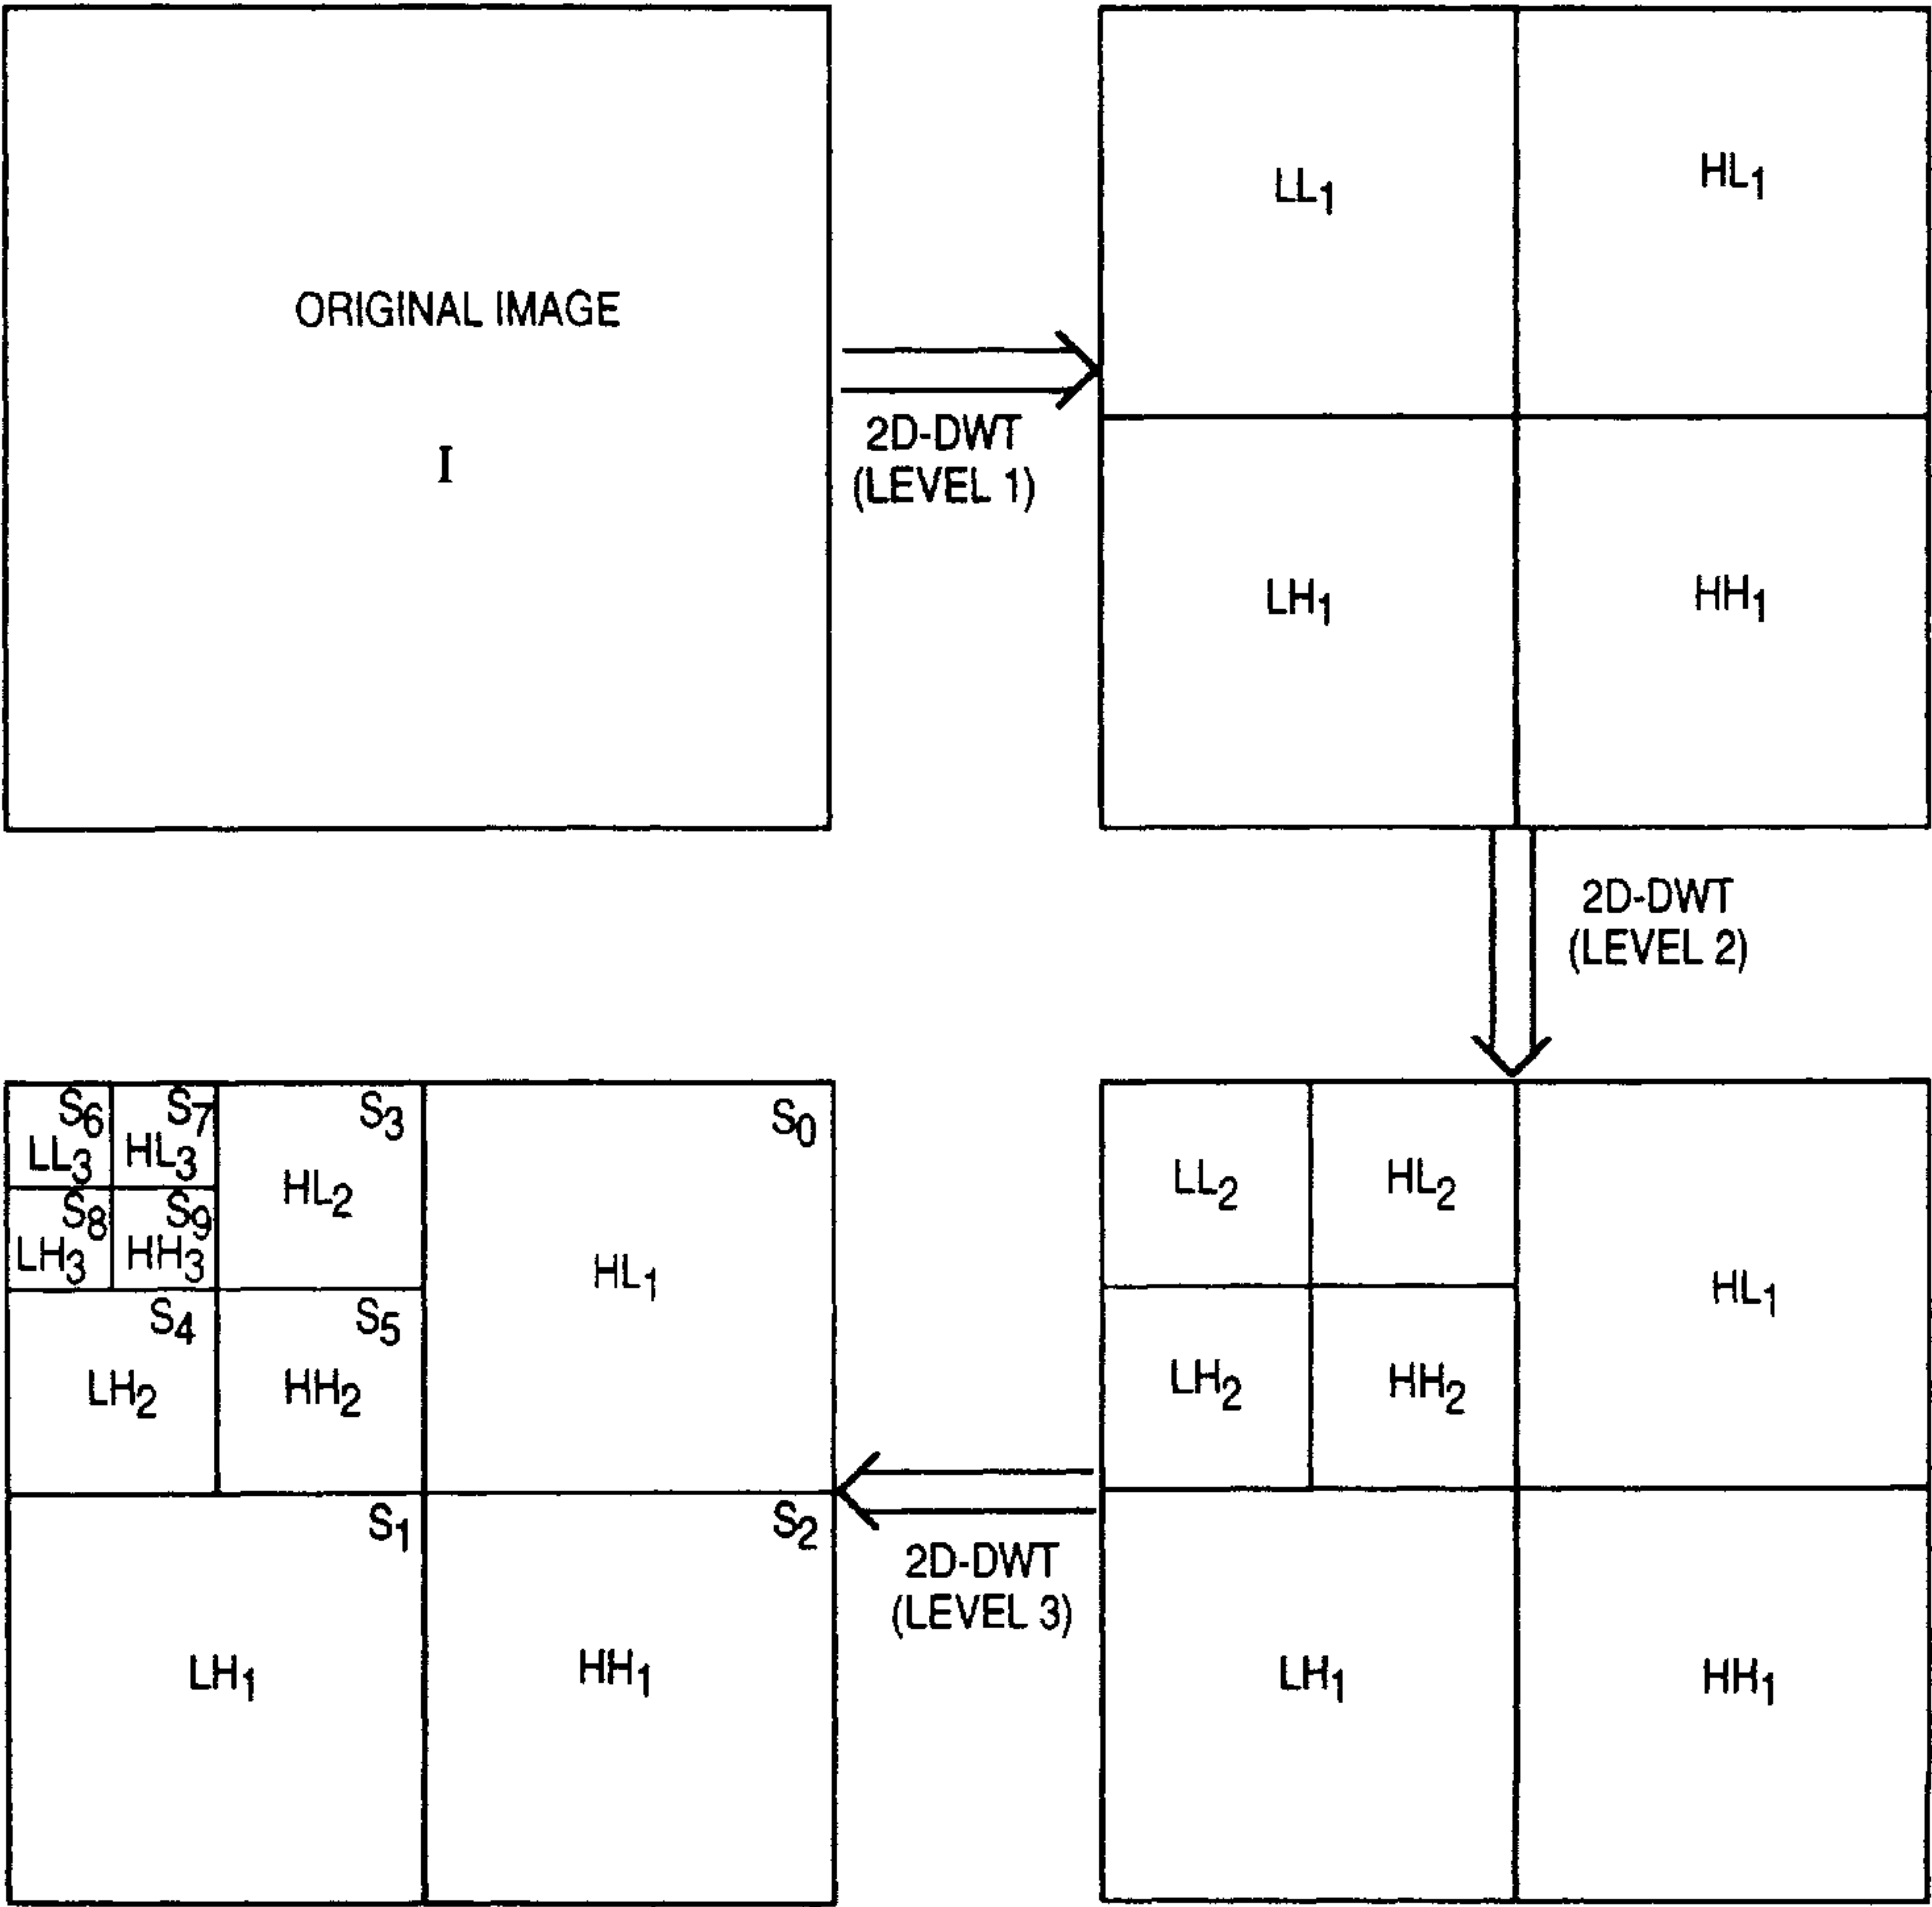 ORIGINAL IMAGE
I
2D-DWT
(LEVEL 1)
LL₁
HL₁
LH₁
HH₁
2D-DWT
(LEVEL 2)
LL₂
HL₂
HL₁
LH₂
HH₂
LH₁
HH₁
2D-DWT
(LEVEL 3)
S₆
LL₃
S₇
HL₃
S₃
HL₂
S₀
HL₁
S₈
LH₃
S₉
HH₃
S₄
LH₂
S₅
HH₂
S₁
LH₁
S₂
HH₁